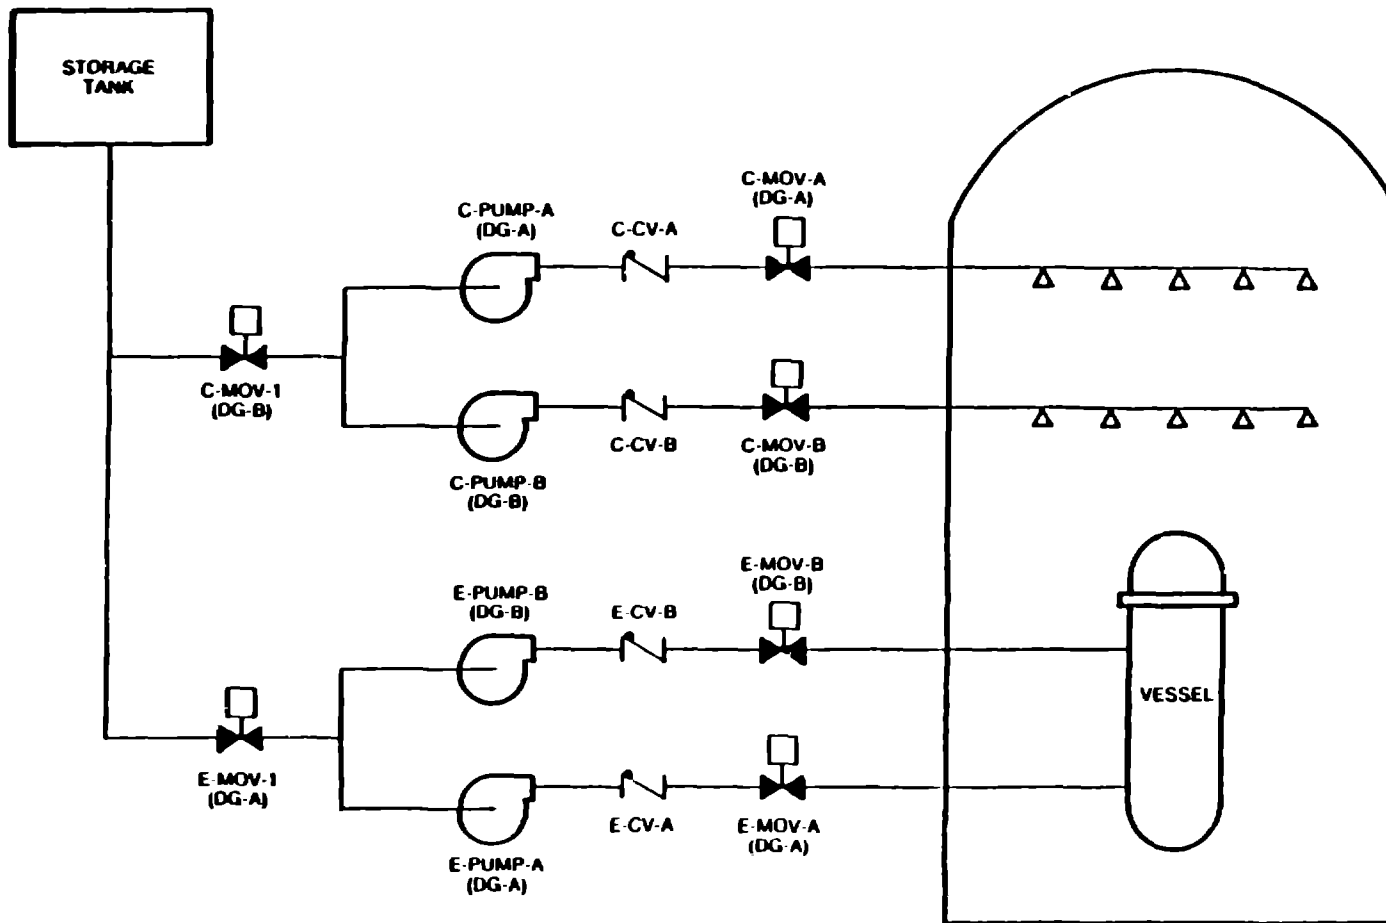 STORAGE
TANK
C-MOV-A
(DG-A)
C-PUMP-A
(DG-A)
C-CV-A
C-MOV-1
(DG-B)
C-CV-B
C-MOV-B
(DG-B)
C-PUMP-B
(DG-B)
E-MOV-B
(DG-B)
E-PUMP-B
(DG-B)
E-CV-B
VESSEL
E-MOV-1
(DG-A)
E-CV-A
E-MOV-A
(DG-A)
E-PUMP-A
(DG-A)